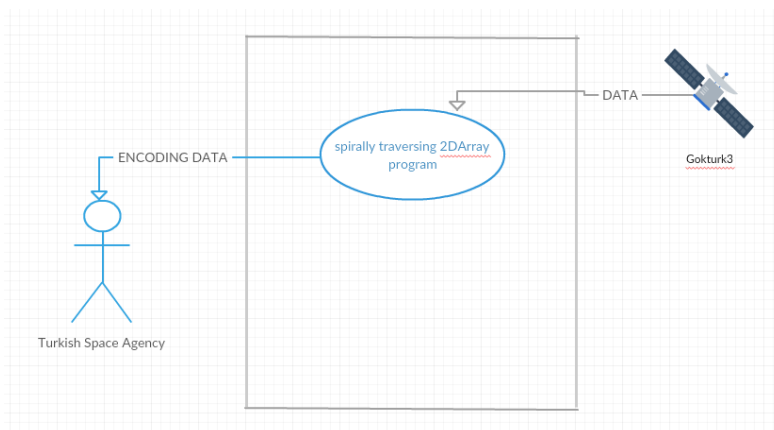 DATA
spirally traversing 2DArray
program
ENCODING DATA
Gokturk3
Turkish Space Agency